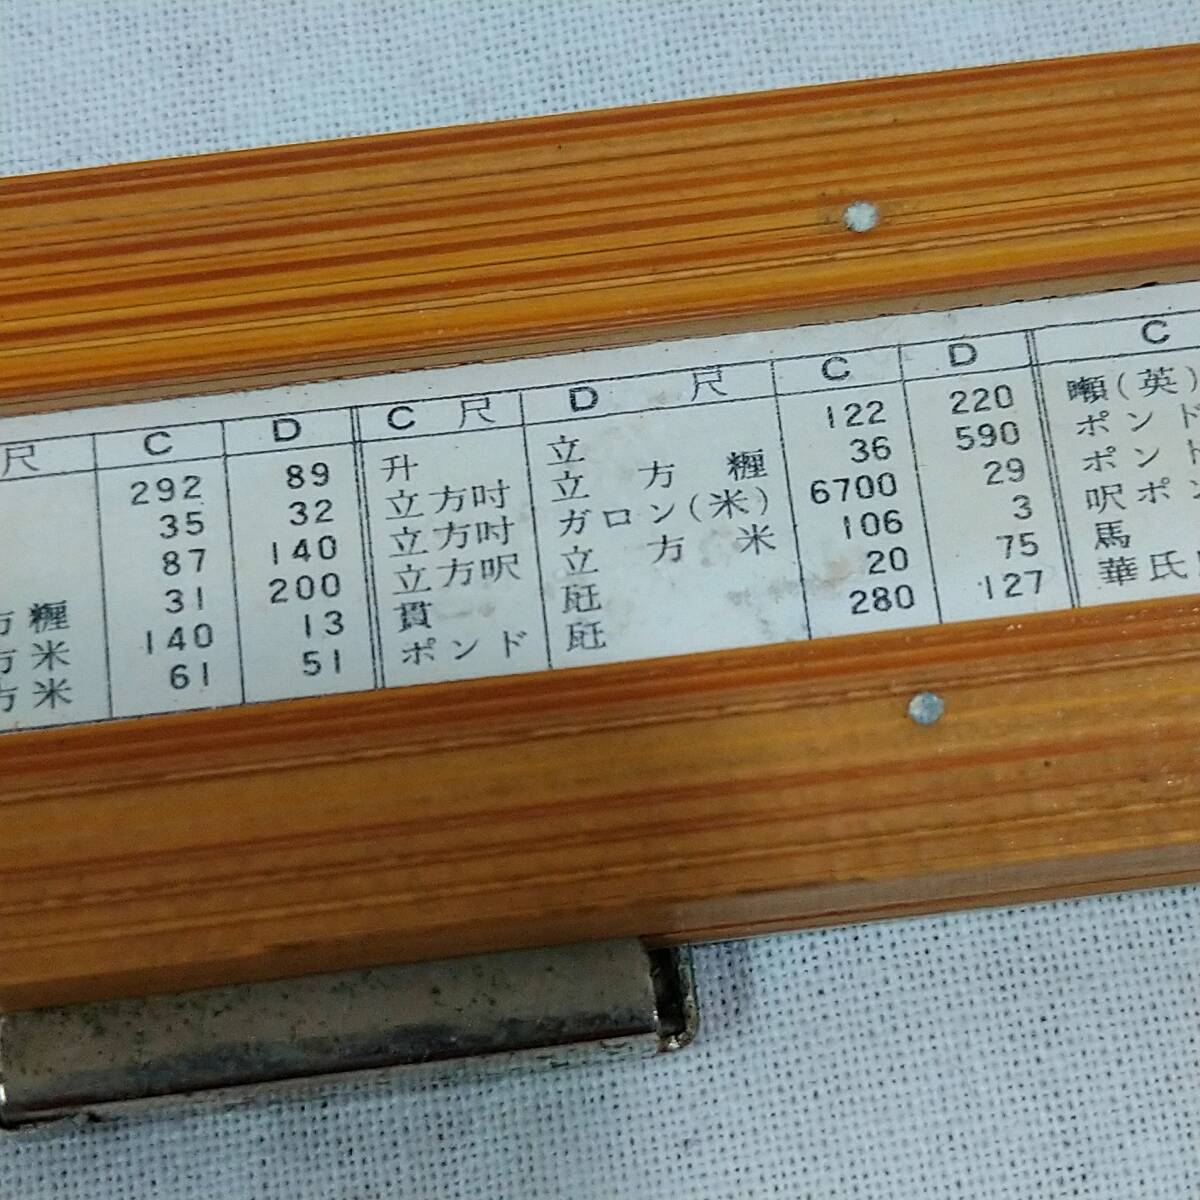 尺 C D C 尺 D 尺 C D C
292 89 升 立 122 220 噸(英)
35 32 立方吋 立方糎 36 590 ポンド
87 140 立方吋 ガロン(米) 6700 29 ポンド
方糎 31 200 立方呎 立方米 106 3 呎ポン
方米 140 13 貫 瓩 20 75 馬
方米 61 51 ポンド 瓩 280 127 華氏